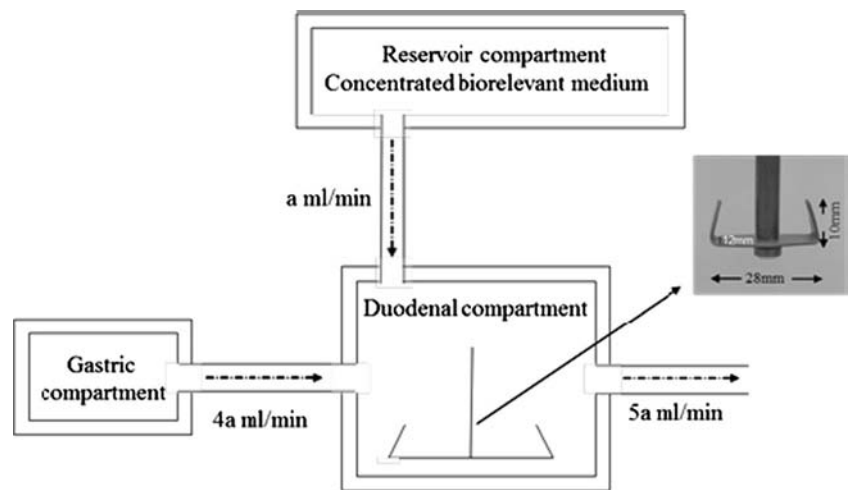 Reservoir compartment
Concentrated biorelevant medium
a ml/min
10mm
12mm
28mm
Duodenal compartment
Gastric
compartment
4a ml/min
5a ml/min